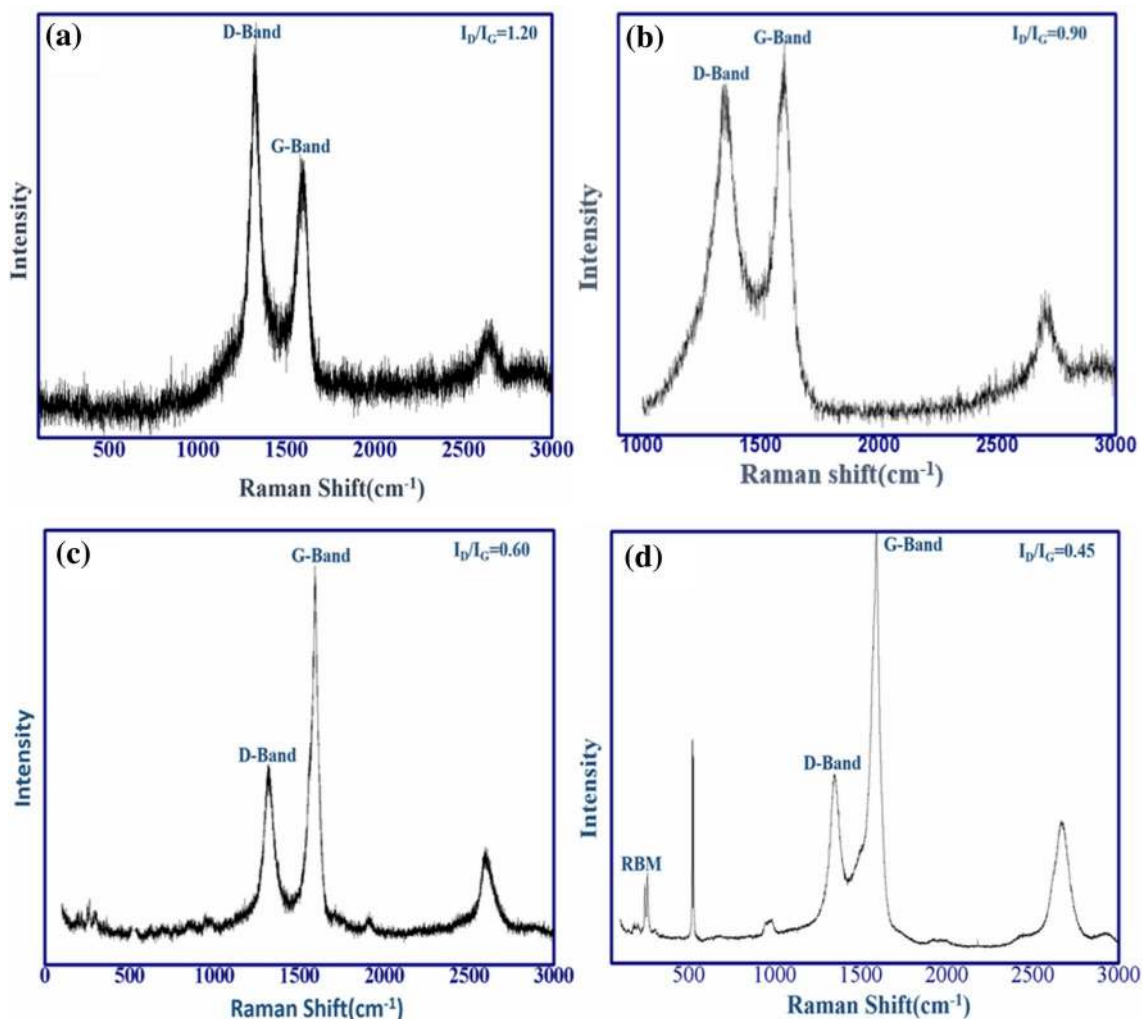 (a)
D-Band
I_D/I_G=1.20
G-Band
Intensity
500 1000 1500 2000 2500 3000
Raman Shift(cm⁻¹)
(b)
G-Band
I_D/I_G=0.90
D-Band
Intensity
1000 1500 2000 2500 3000
Raman shift(cm⁻¹)
(c)
G-Band
I_D/I_G=0.60
D-Band
Intensity
0 500 1000 1500 2000 2500 3000
Raman Shift(cm⁻¹)
(d)
G-Band
I_D/I_G=0.45
D-Band
RBM
Intensity
500 1000 1500 2000 2500 3000
Raman Shift(cm⁻¹)